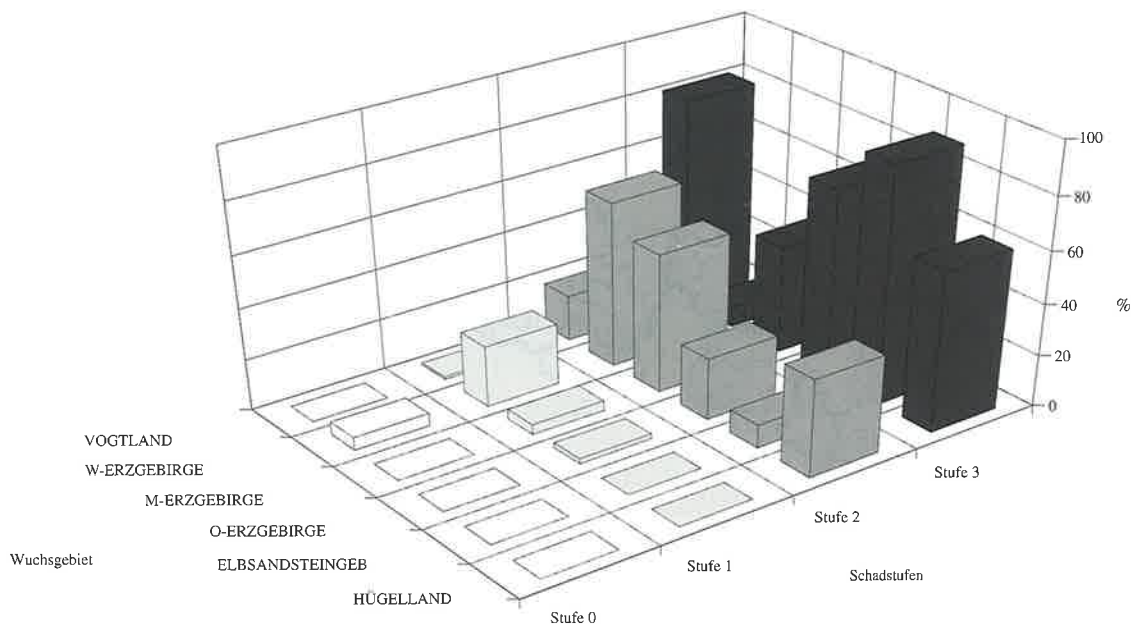 100
80
60
40
20
0
%
VOGTLAND
W-ERZGEBIRGE
M-ERZGEBIRGE
O-ERZGEBIRGE
ELBSANDSTEINGEB
HÜGELLAND
Wuchsgebiet
Stufe 0
Stufe 1
Stufe 2
Stufe 3
Schadstufen